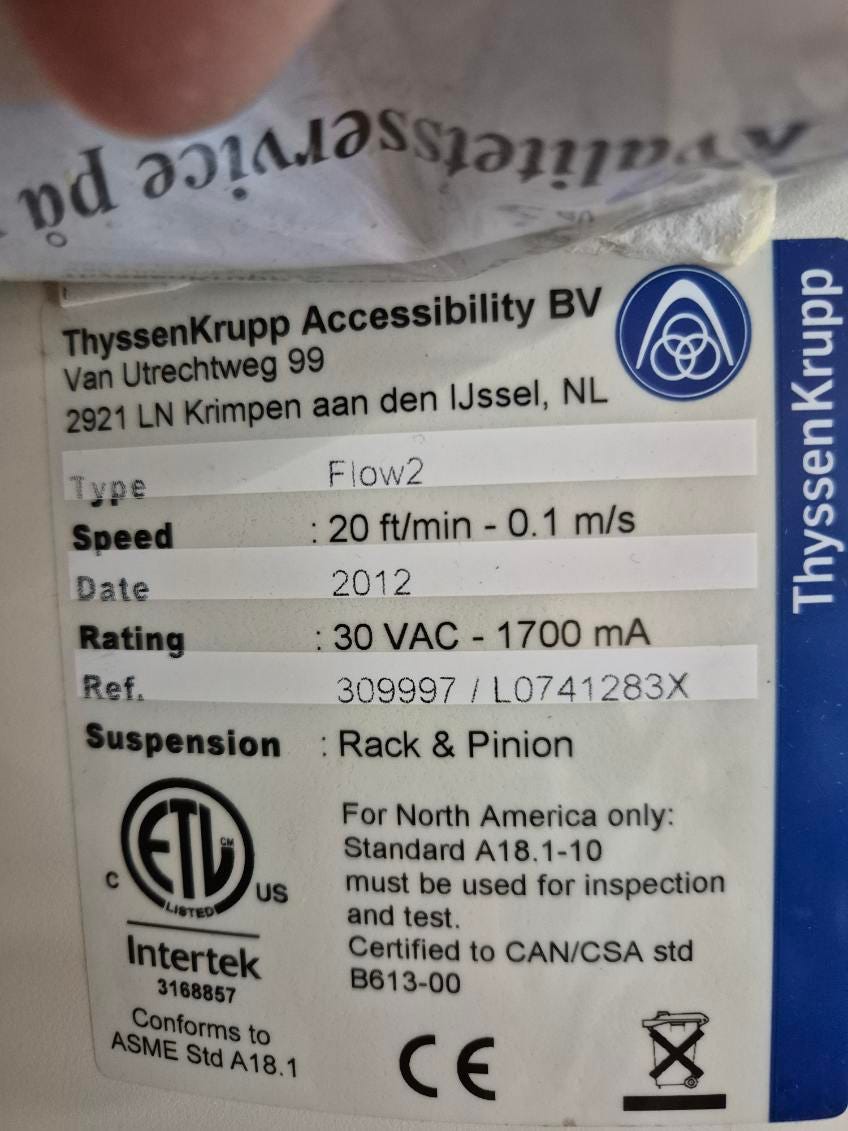 Kvalitetsservice på
ThyssenKrupp Accessibility BV
Van Utrechtweg 99
2921 LN Krimpen aan den IJssel, NL
Type Flow2
Speed : 20 ft/min - 0.1 m/s
Date 2012
Rating : 30 VAC - 1700 mA
Ref. 309997 / L0741283X
Suspension : Rack & Pinion
ETL CM
C US
LISTED
Intertek
3168857
Conforms to
ASME Std A18.1
For North America only:
Standard A18.1-10
must be used for inspection
and test.
Certified to CAN/CSA std
B613-00
CE
ThyssenKrupp